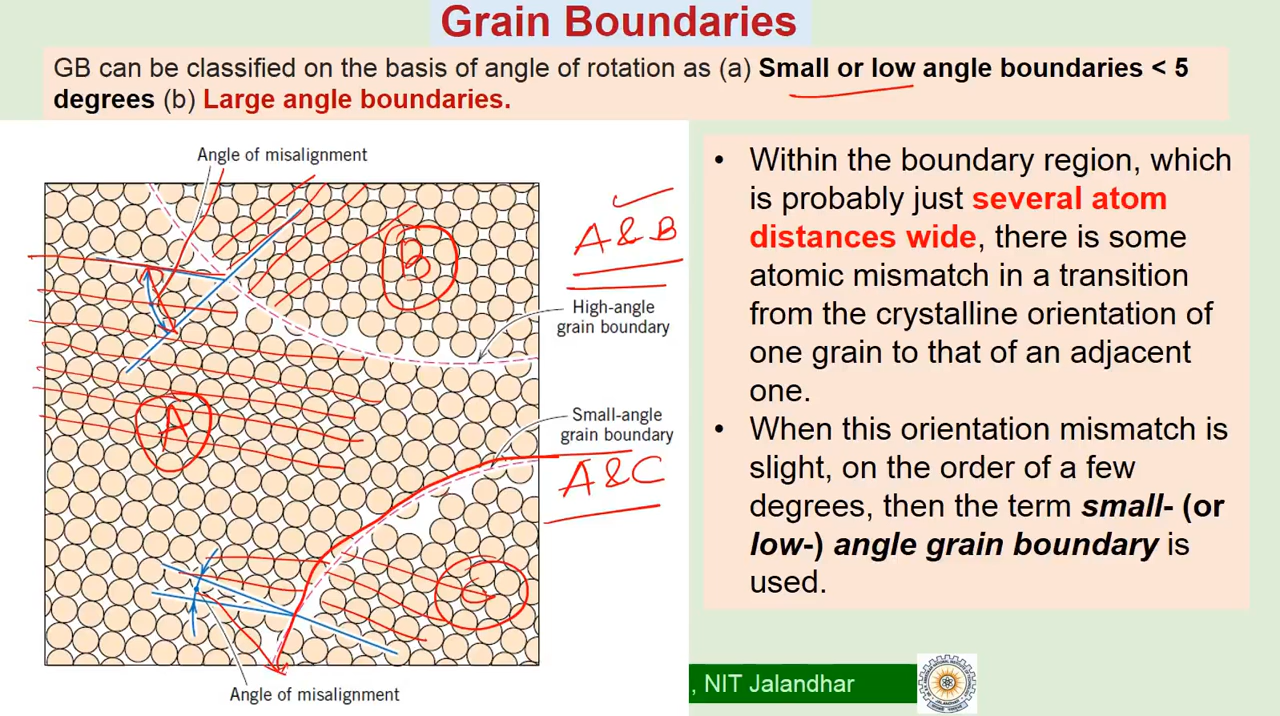 Grain Boundaries
GB can be classified on the basis of angle of rotation as (a) Small or low angle boundaries < 5
degrees (b) Large angle boundaries.
Angle of misalignment
B
A & B
High-angle
grain boundary
A
Small-angle
grain boundary
A & C
C
Angle of misalignment
• Within the boundary region, which
is probably just several atom
distances wide, there is some
atomic mismatch in a transition
from the crystalline orientation of
one grain to that of an adjacent
one.
• When this orientation mismatch is
slight, on the order of a few
degrees, then the term small- (or
low-) angle grain boundary is
used.
, NIT Jalandhar